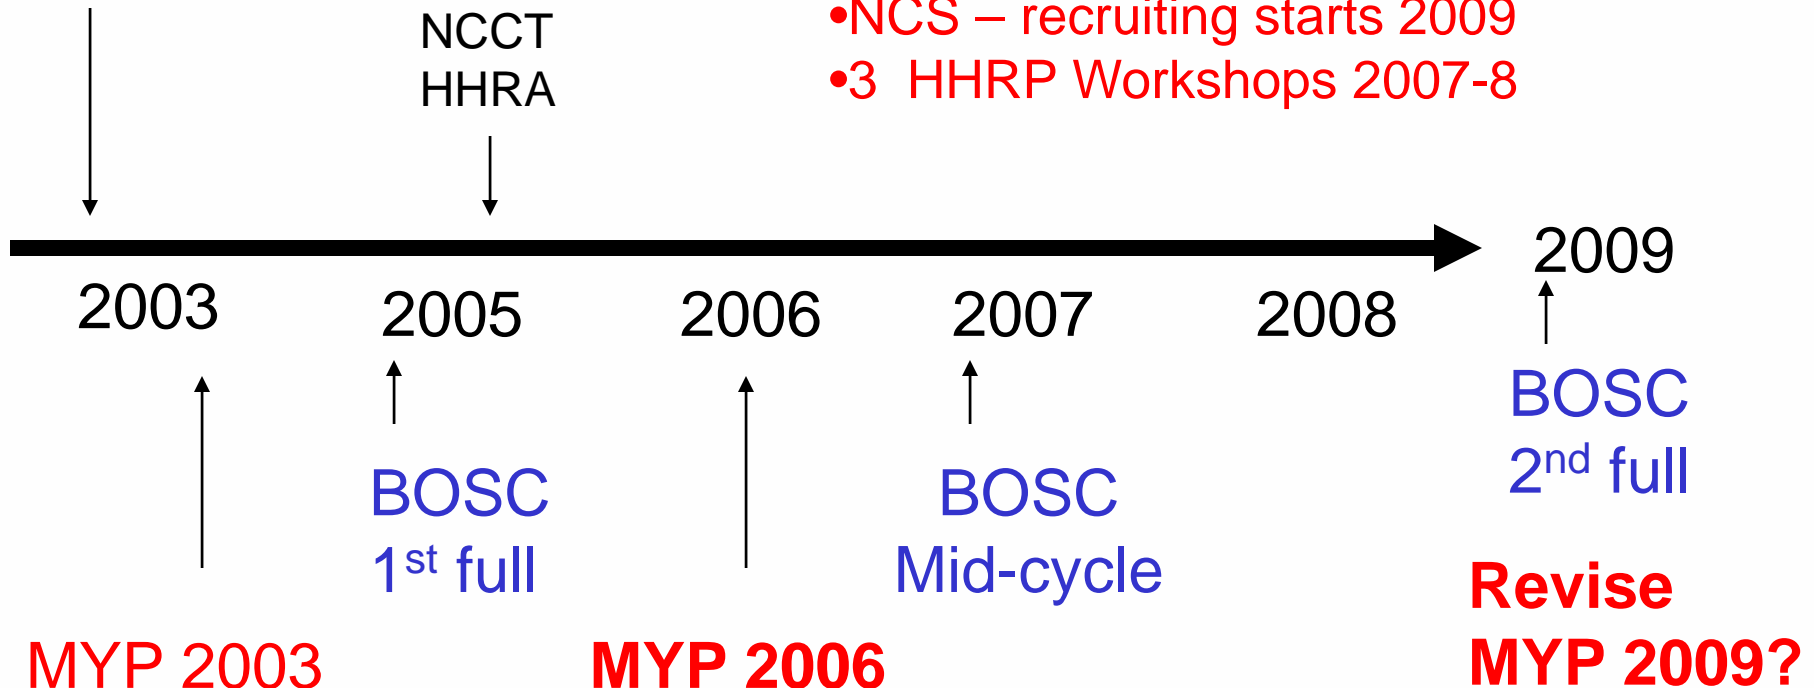 NCCT
HHRA
•NCS – recruiting starts 2009
•3 HHRP Workshops 2007-8
2009
2003
2005
2006
2007
2008
BOSC
1st full
BOSC
Mid-cycle
BOSC
2nd full
MYP 2003
MYP 2006
Revise
MYP 2009?